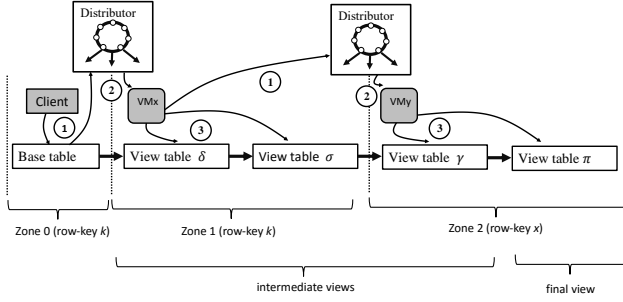 Distributor
Distributor
Client
1
2
VMx
3
1
2
VMy
3
Base table
View table δ
View table σ
View table γ
View table π
Zone 0 (row-key k)
Zone 1 (row-key k)
Zone 2 (row-key x)
intermediate views
final view